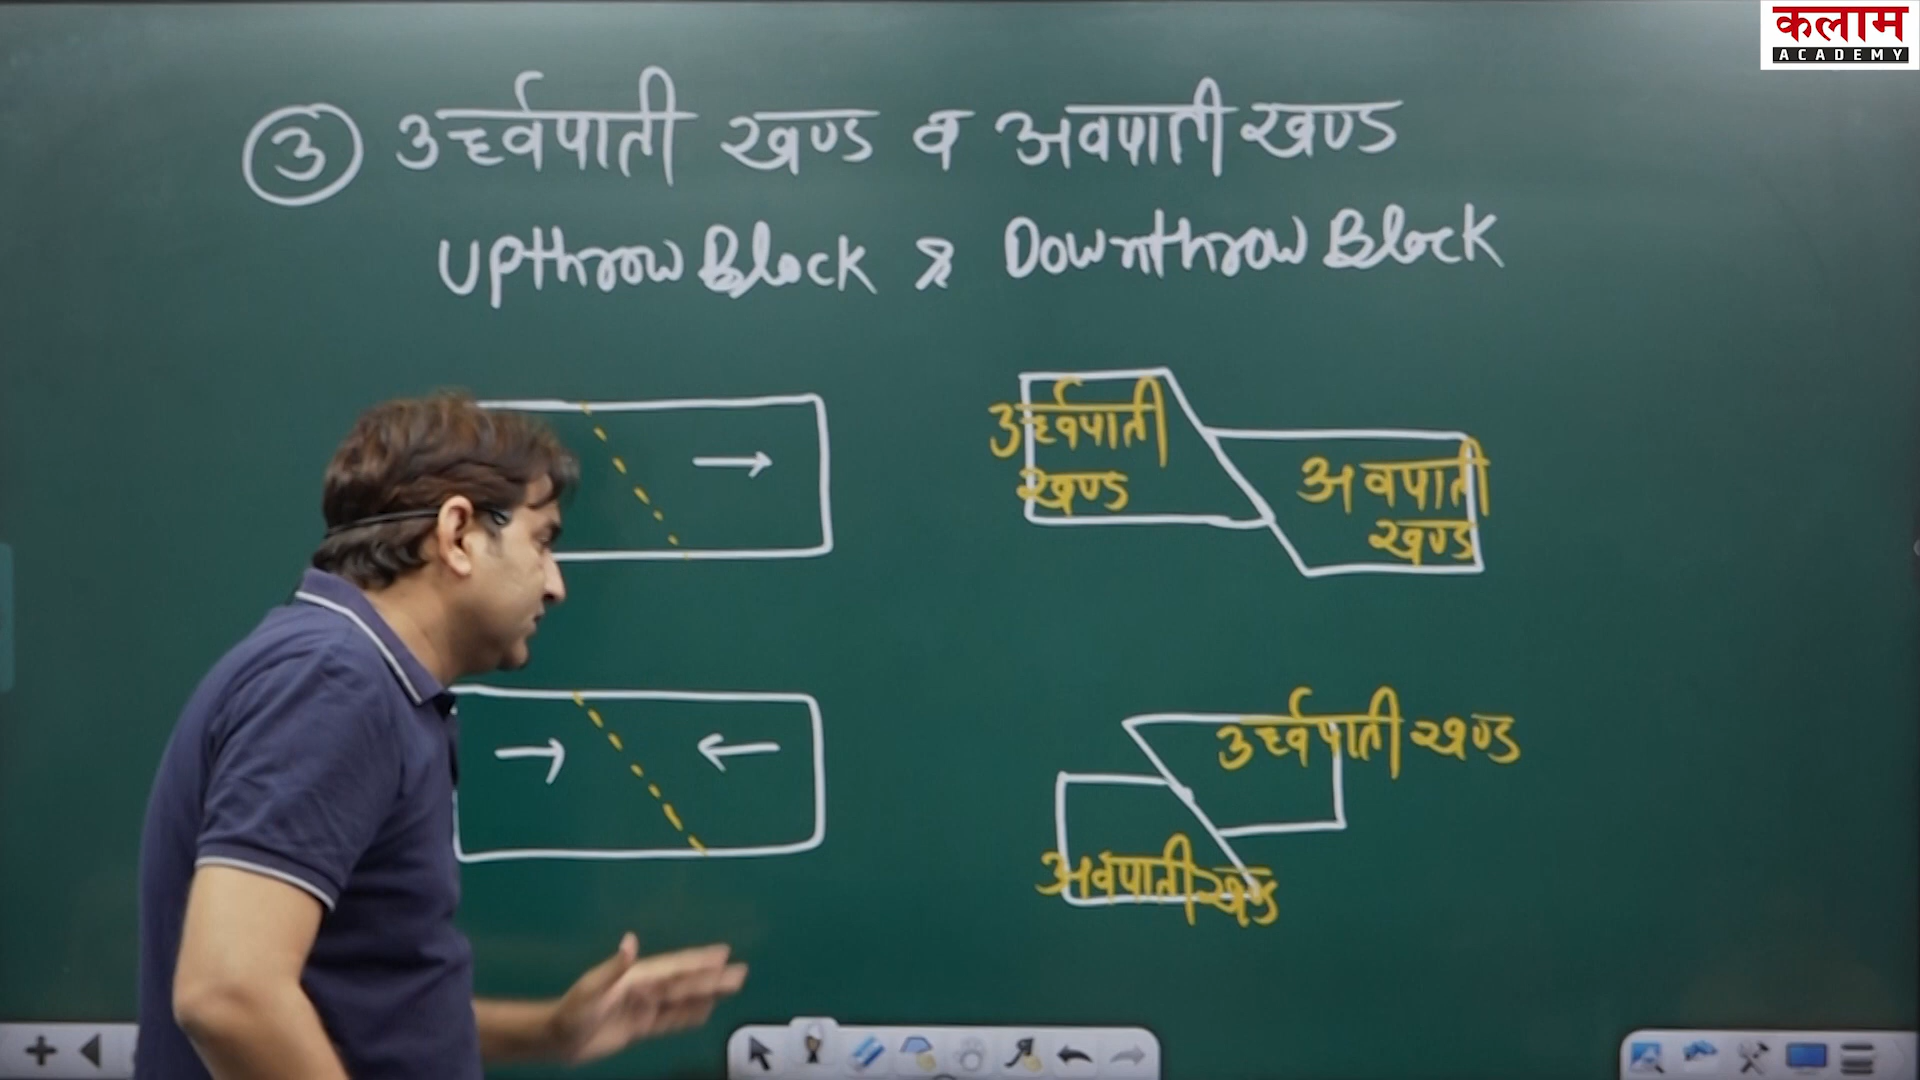 कलाम
ACADEMY
③ उर्ध्वपाती खण्ड व अवपाती खण्ड
Upthrow Block & Downthrow Block
उर्ध्वपाती
खण्ड
अवपाती
खण्ड
उर्ध्वपाती खण्ड
अवपाती खण्ड